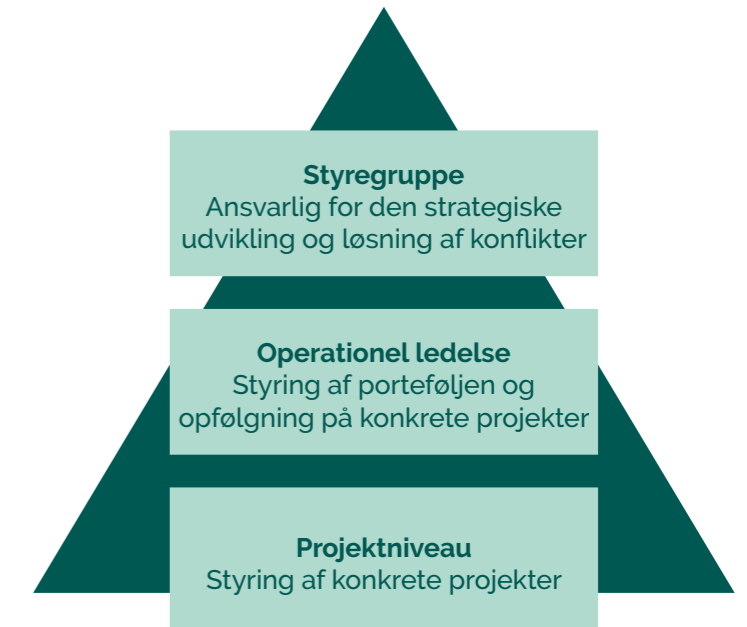 Styregruppe
Ansvarlig for den strategiske
udvikling og løsning af konflikter
Operationel ledelse
Styring af porteføljen og
opfølgning på konkrete projekter
Projektniveau
Styring af konkrete projekter